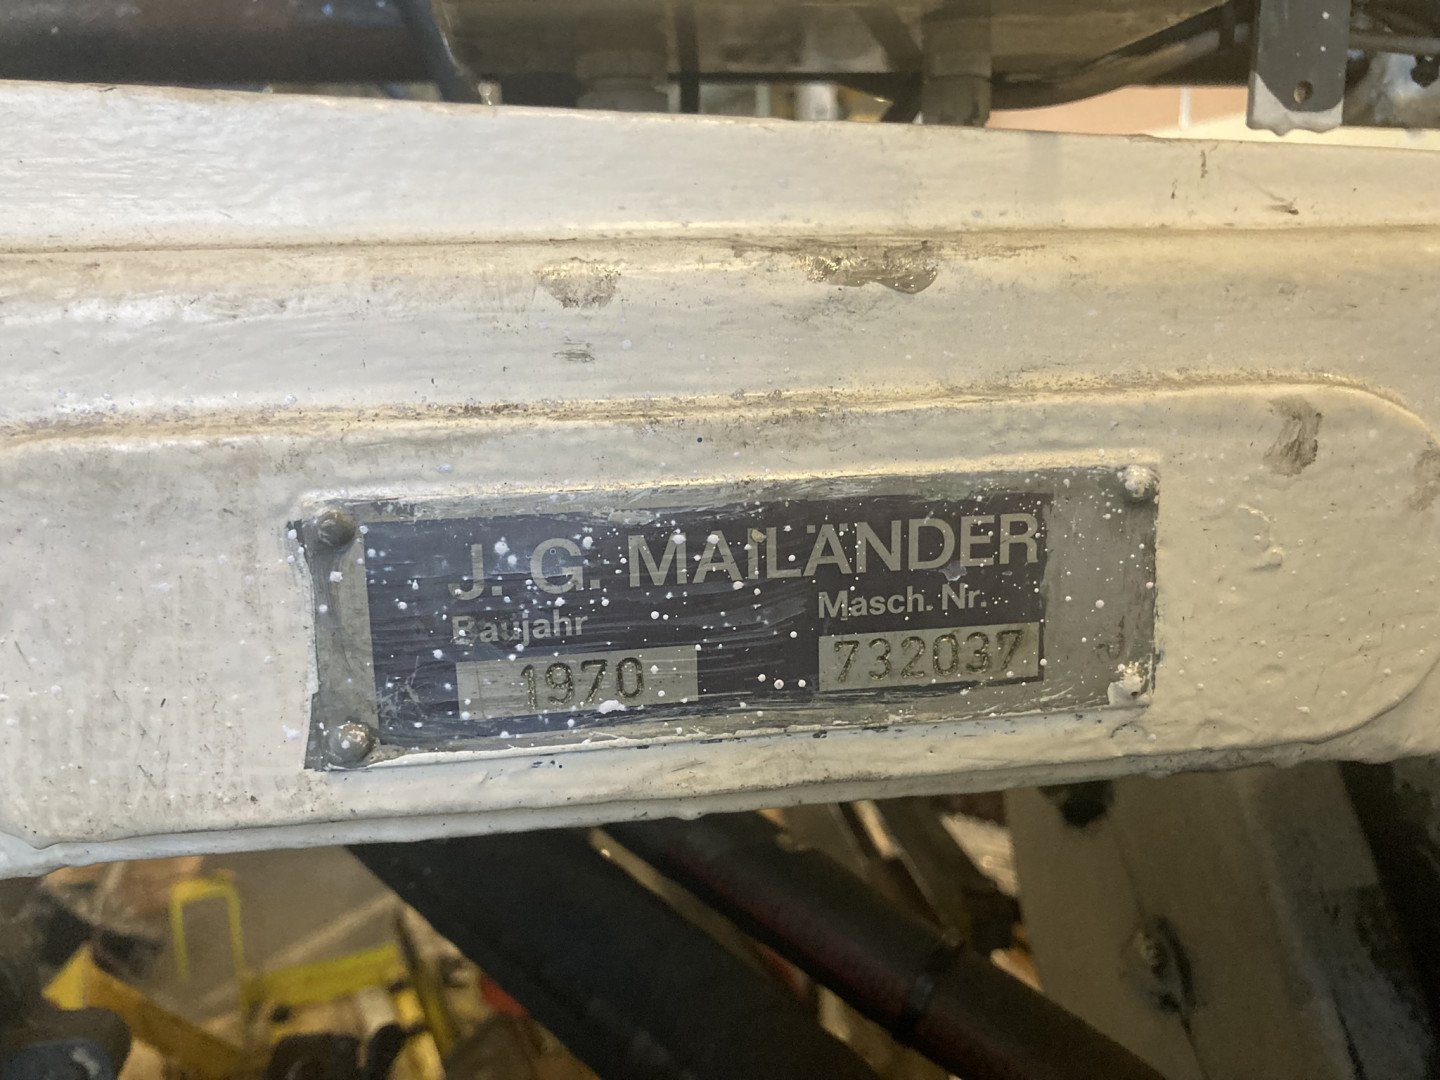 J. G. MAILÄNDER
Baujahr Masch. Nr.
1970 732037